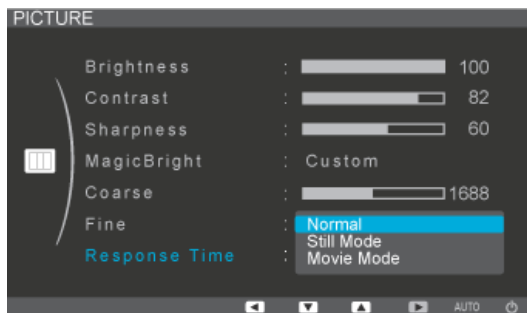 PICTURE
Brightness : 100
Contrast : 82
Sharpness : 60
MagicBright : Custom
Coarse : 1688
Fine : Normal
Still Mode
Response Time : Movie Mode
AUTO